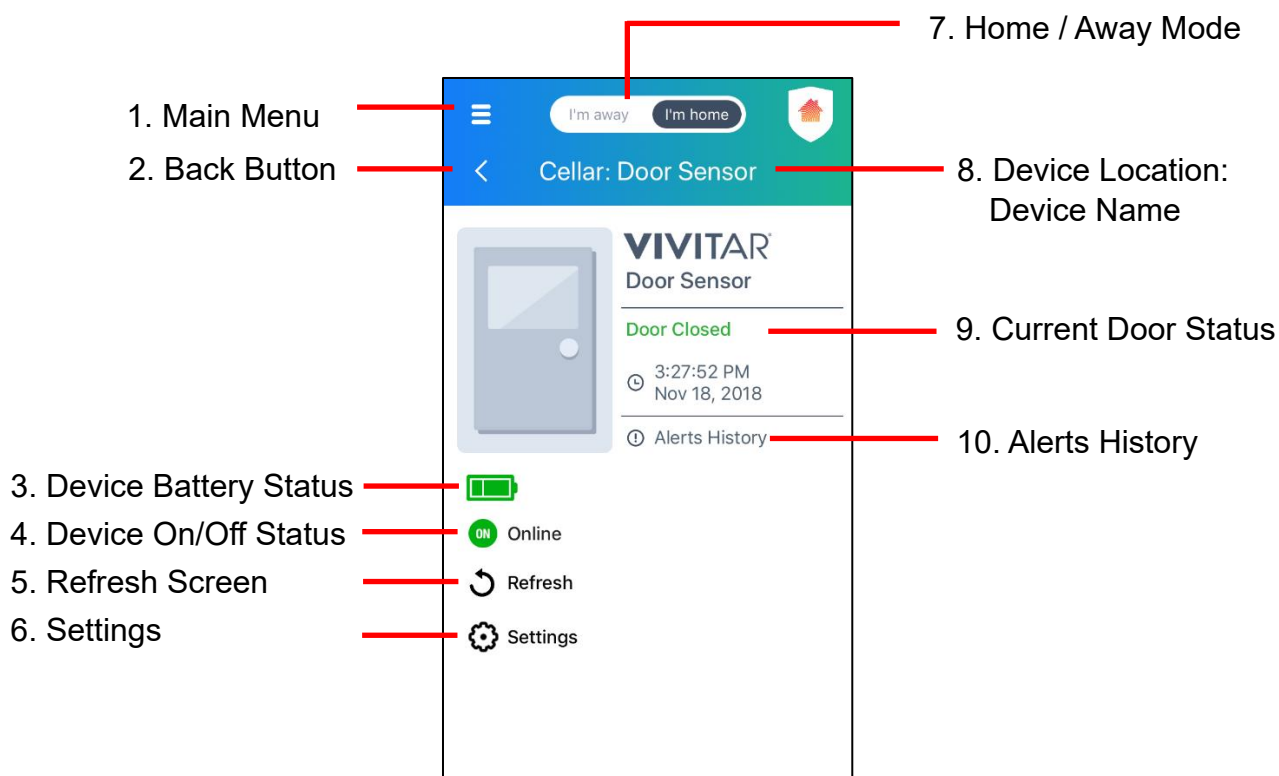 7. Home / Away Mode
1. Main Menu
I'm away
I'm home
2. Back Button
Cellar: Door Sensor
8. Device Location:
Device Name
VIVITAR
Door Sensor
Door Closed
9. Current Door Status
3:27:52 PM
Nov 18, 2018
Alerts History
10. Alerts History
3. Device Battery Status
4. Device On/Off Status
ON
Online
5. Refresh Screen
Refresh
6. Settings
Settings